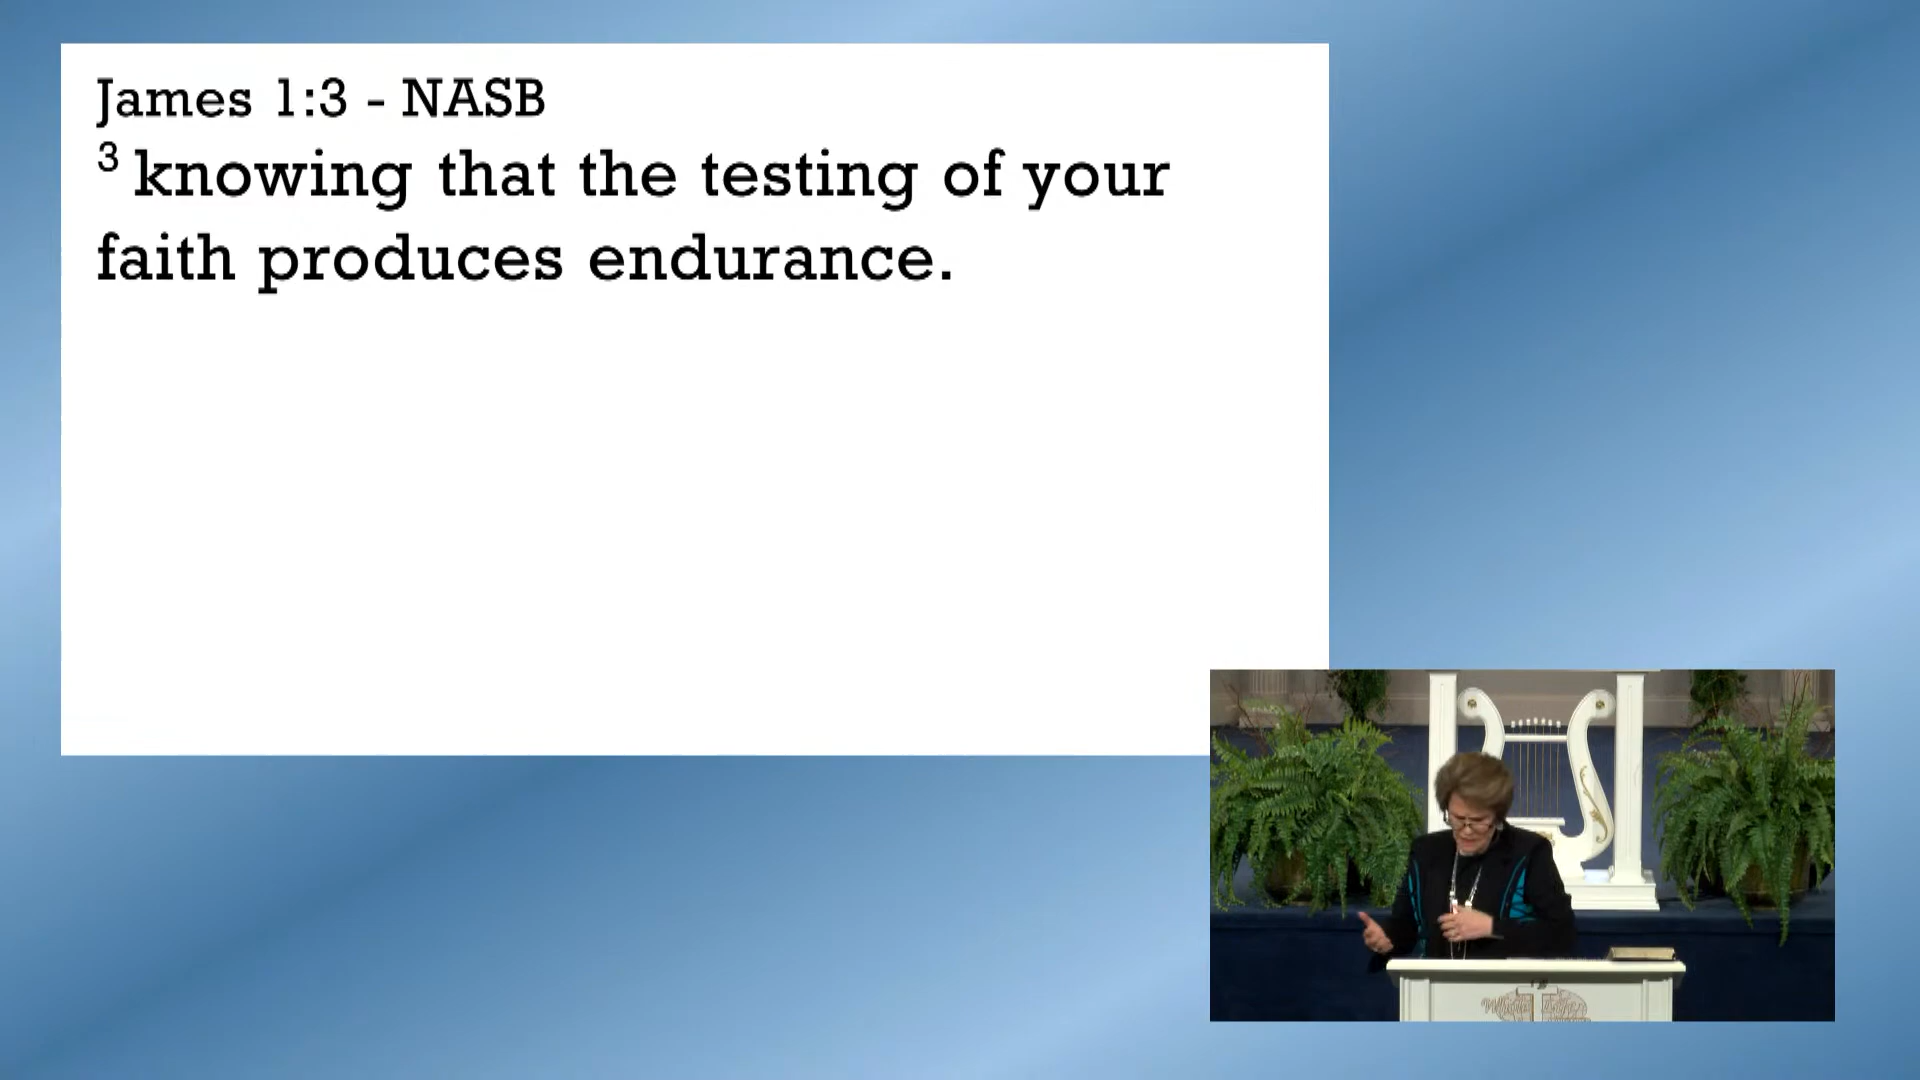 James 1:3 - NASB
3 knowing that the testing of your
faith produces endurance.